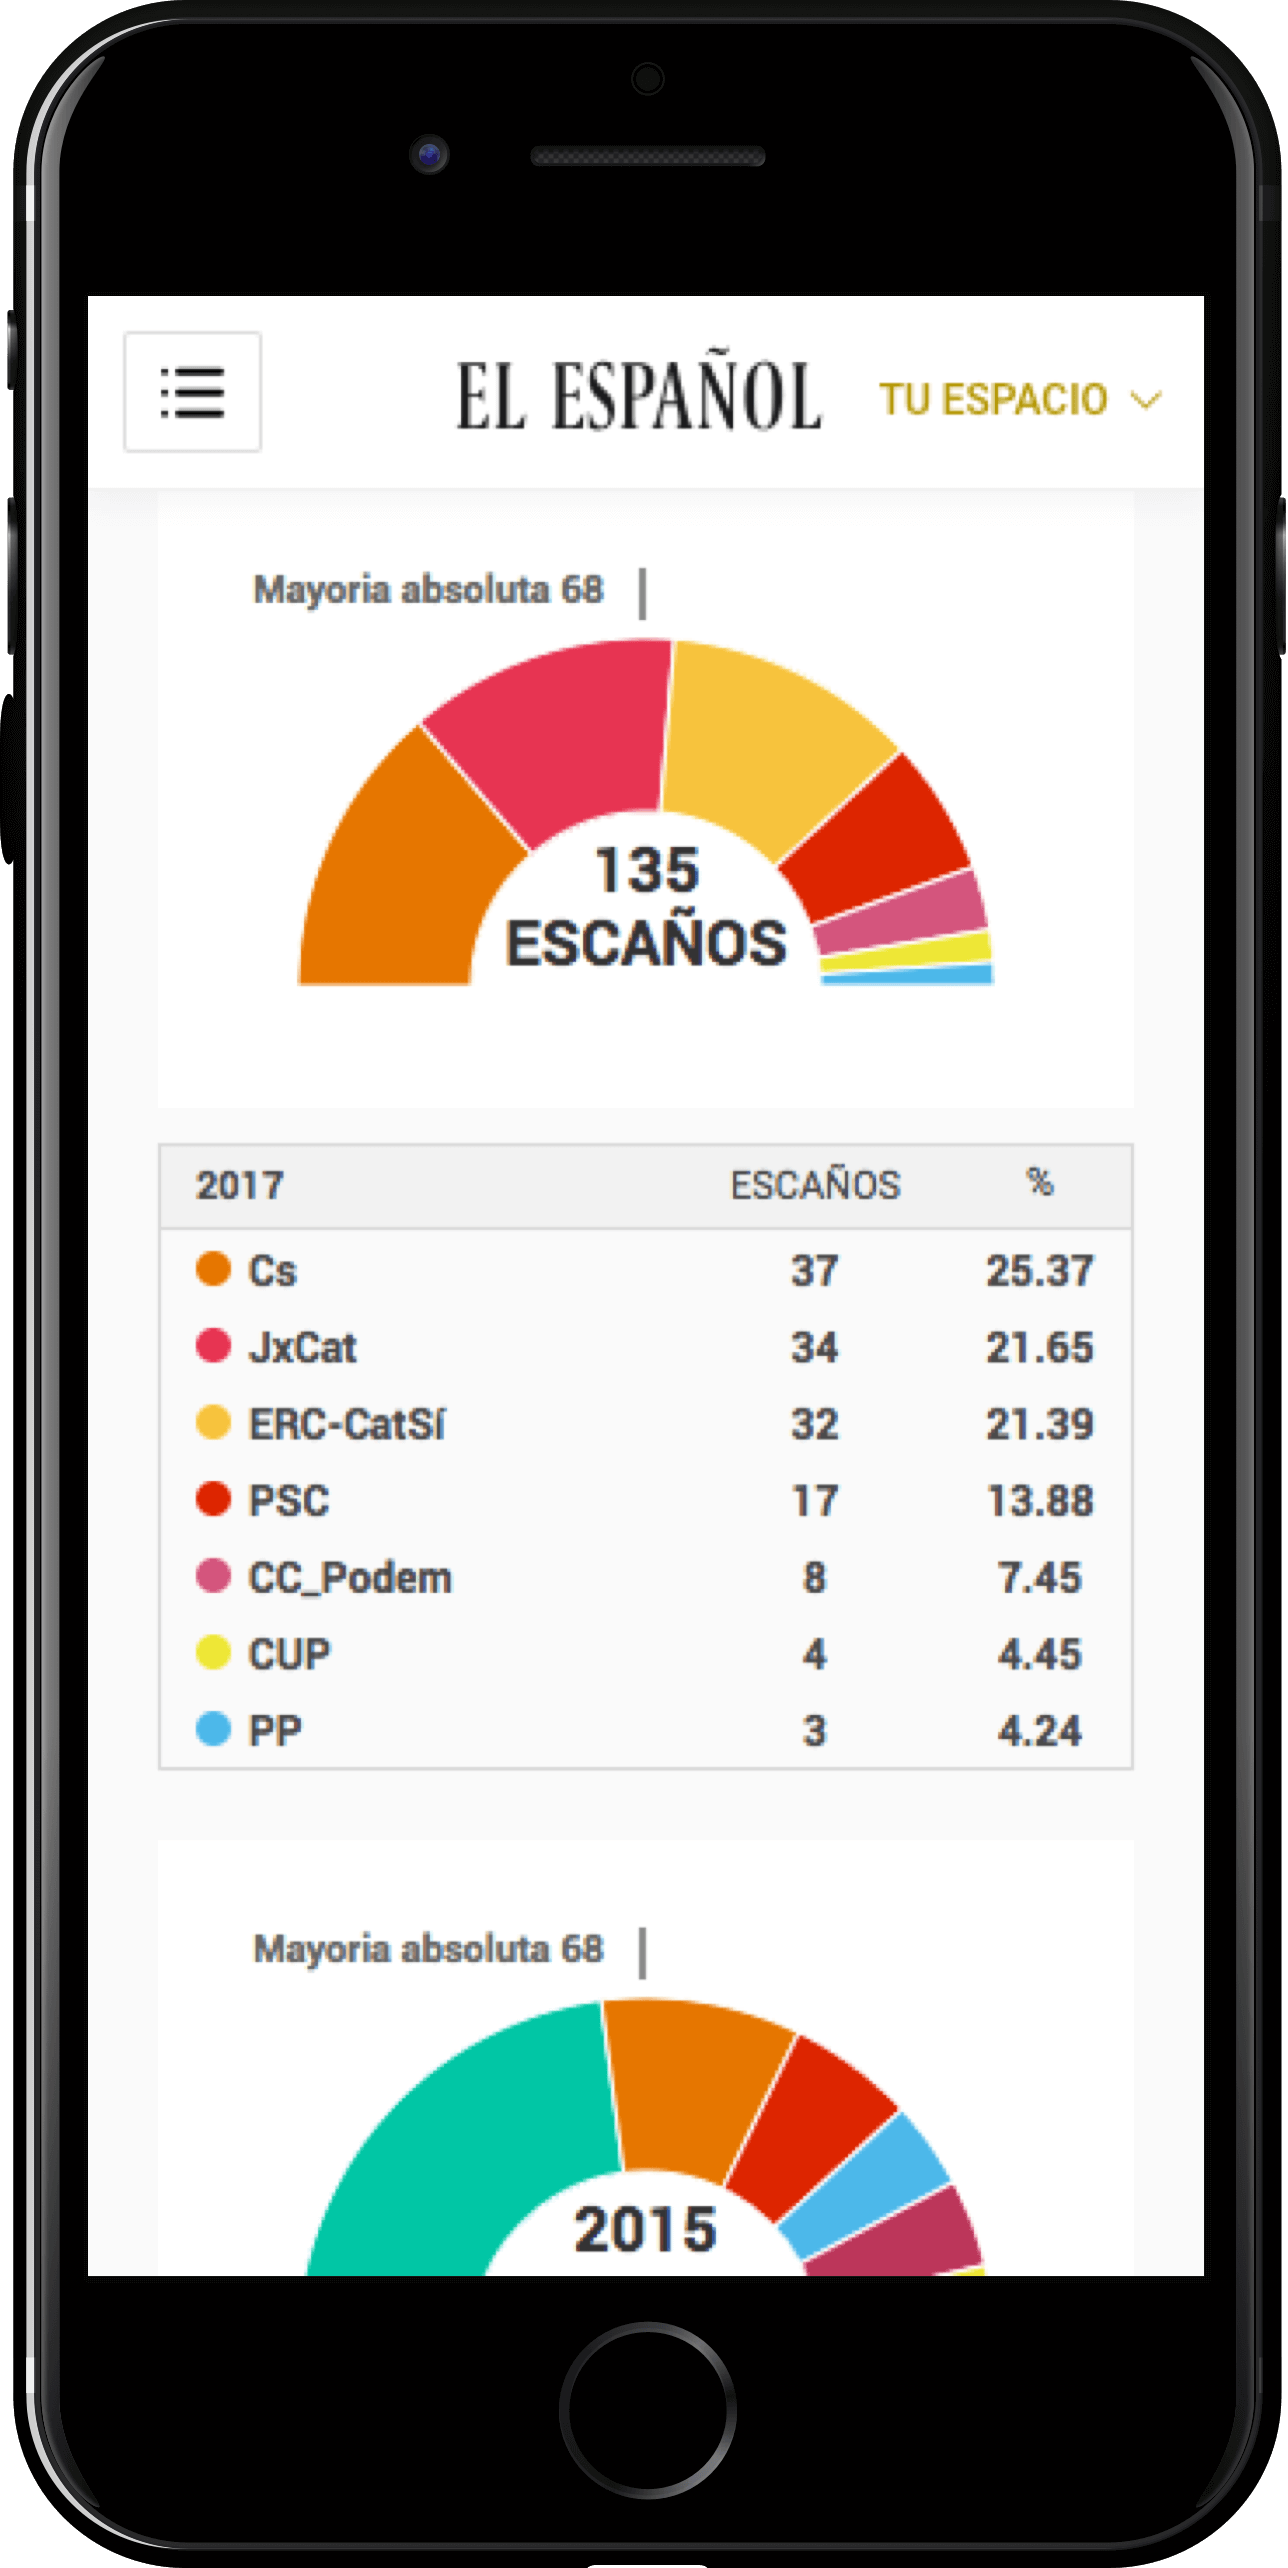 EL ESPAÑOL TU ESPACIO
Mayoria absoluta 68
135
ESCAÑOS
2017 ESCAÑOS %
Cs 37 25.37
JxCat 34 21.65
ERC-CatSí 32 21.39
PSC 17 13.88
CC_Podem 8 7.45
CUP 4 4.45
PP 3 4.24
Mayoria absoluta 68
2015